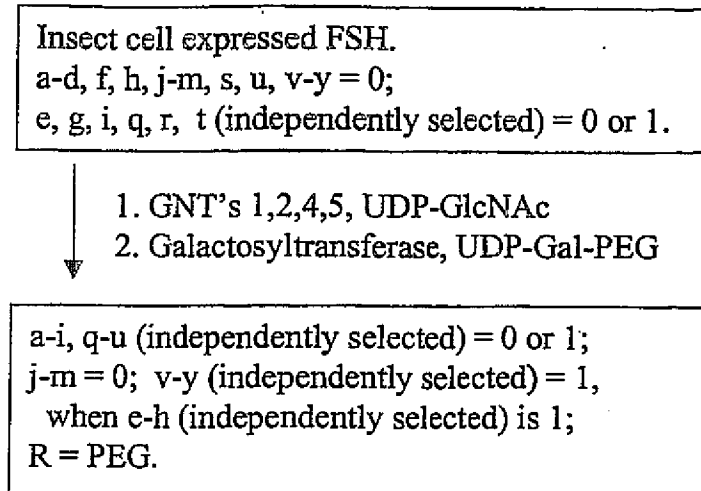 Insect cell expressed FSH.
a-d, f, h, j-m, s, u, v-y = 0;
e, g, i, q, r, t (independently selected) = 0 or 1.
1. GNT's 1,2,4,5, UDP-GlcNAc
2. Galactosyltransferase, UDP-Gal-PEG
a-i, q-u (independently selected) = 0 or 1;
j-m = 0; v-y (independently selected) = 1,
when e-h (independently selected) is 1;
R = PEG.